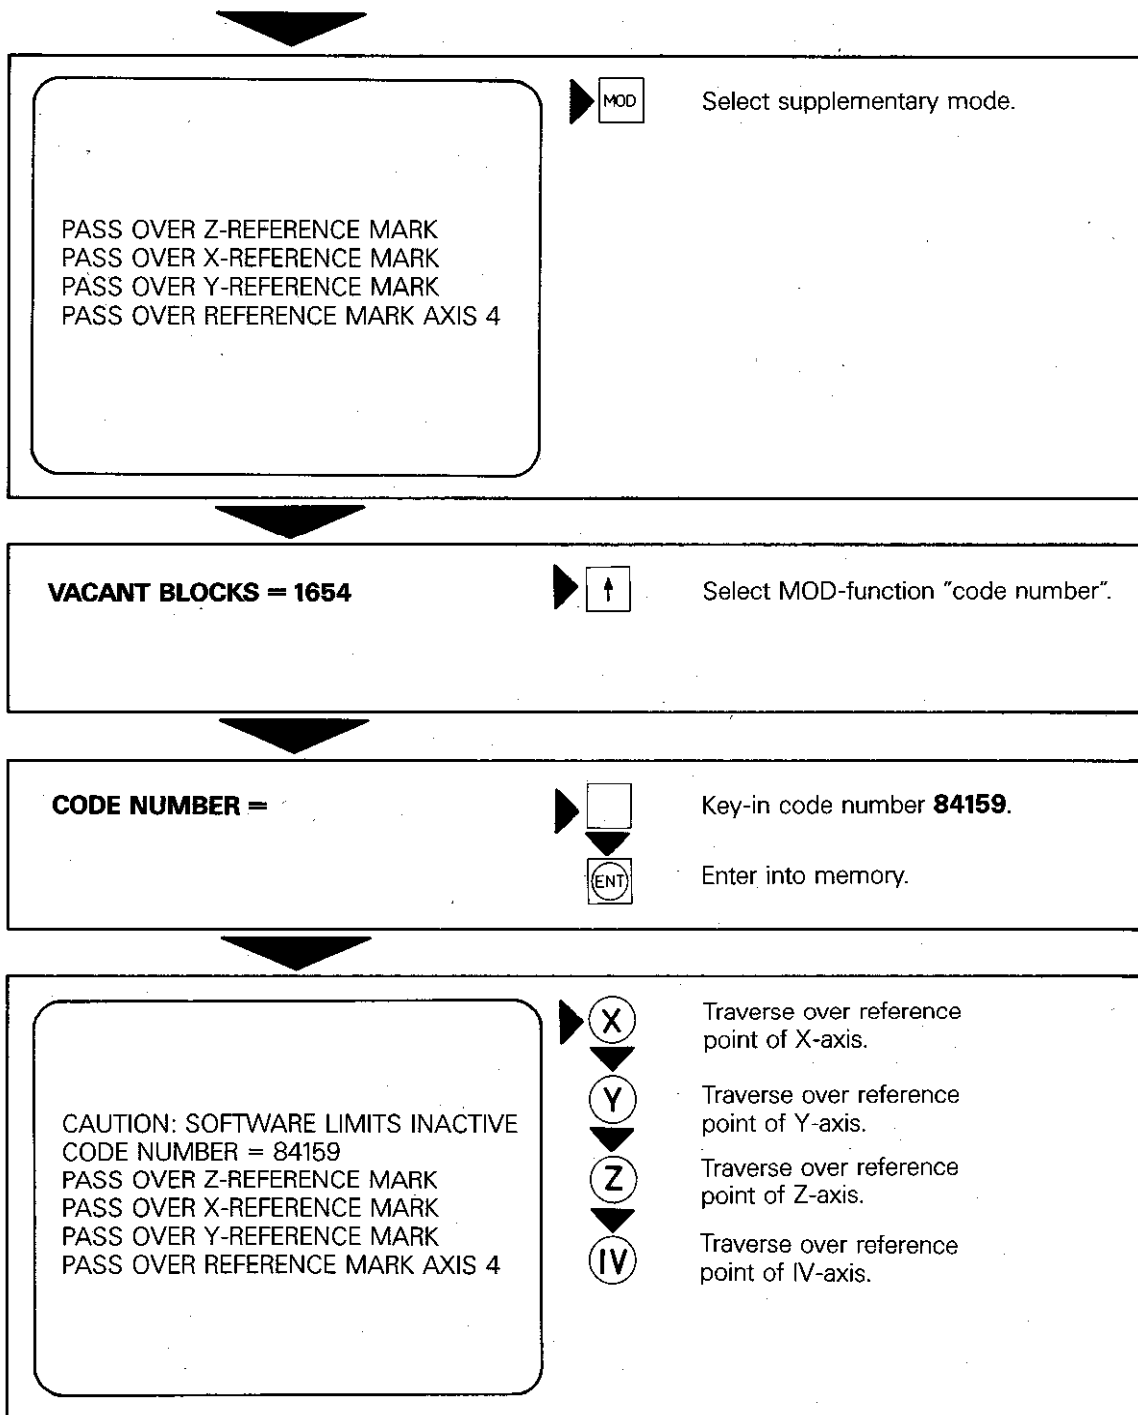 MOD
Select supplementary mode.
PASS OVER Z-REFERENCE MARK
PASS OVER X-REFERENCE MARK
PASS OVER Y-REFERENCE MARK
PASS OVER REFERENCE MARK AXIS 4
VACANT BLOCKS = 1654
Select MOD-function "code number".
CODE NUMBER =
Key-in code number 84159.
ENT
Enter into memory.
CAUTION: SOFTWARE LIMITS INACTIVE
CODE NUMBER = 84159
PASS OVER Z-REFERENCE MARK
PASS OVER X-REFERENCE MARK
PASS OVER Y-REFERENCE MARK
PASS OVER REFERENCE MARK AXIS 4
X
Traverse over reference
point of X-axis.
Y
Traverse over reference
point of Y-axis.
Z
Traverse over reference
point of Z-axis.
IV
Traverse over reference
point of IV-axis.